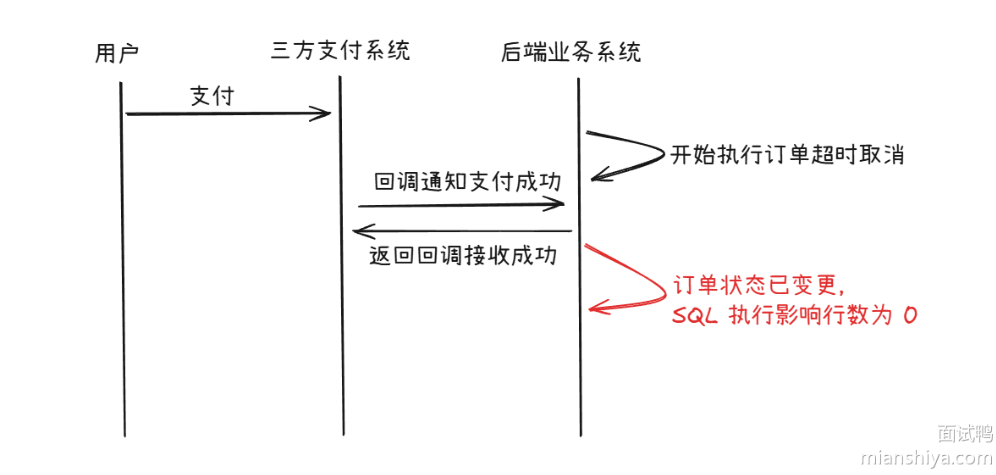 用户
三方支付系统
后端业务系统
支付
开始执行订单超时取消
回调通知支付成功
返回回调接收成功
订单状态已变更,
SQL 执行影响行数为 0
面试鸭
mianshiya.com